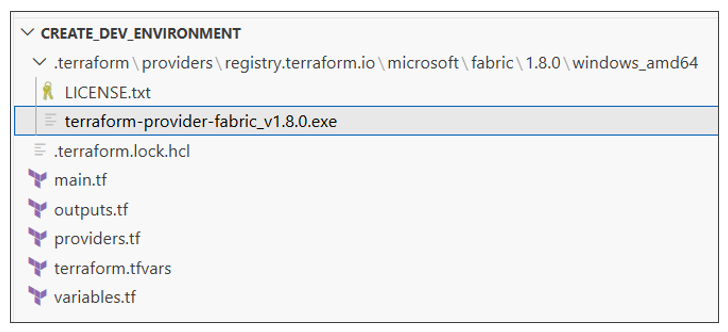 CREATE_DEV_ENVIRONMENT
.terraform\providers\registry.terraform.io\microsoft\fabric\1.8.0\windows_amd64
LICENSE.txt
terraform-provider-fabric_v1.8.0.exe
.terraform.lock.hcl
main.tf
outputs.tf
providers.tf
terraform.tfvars
variables.tf